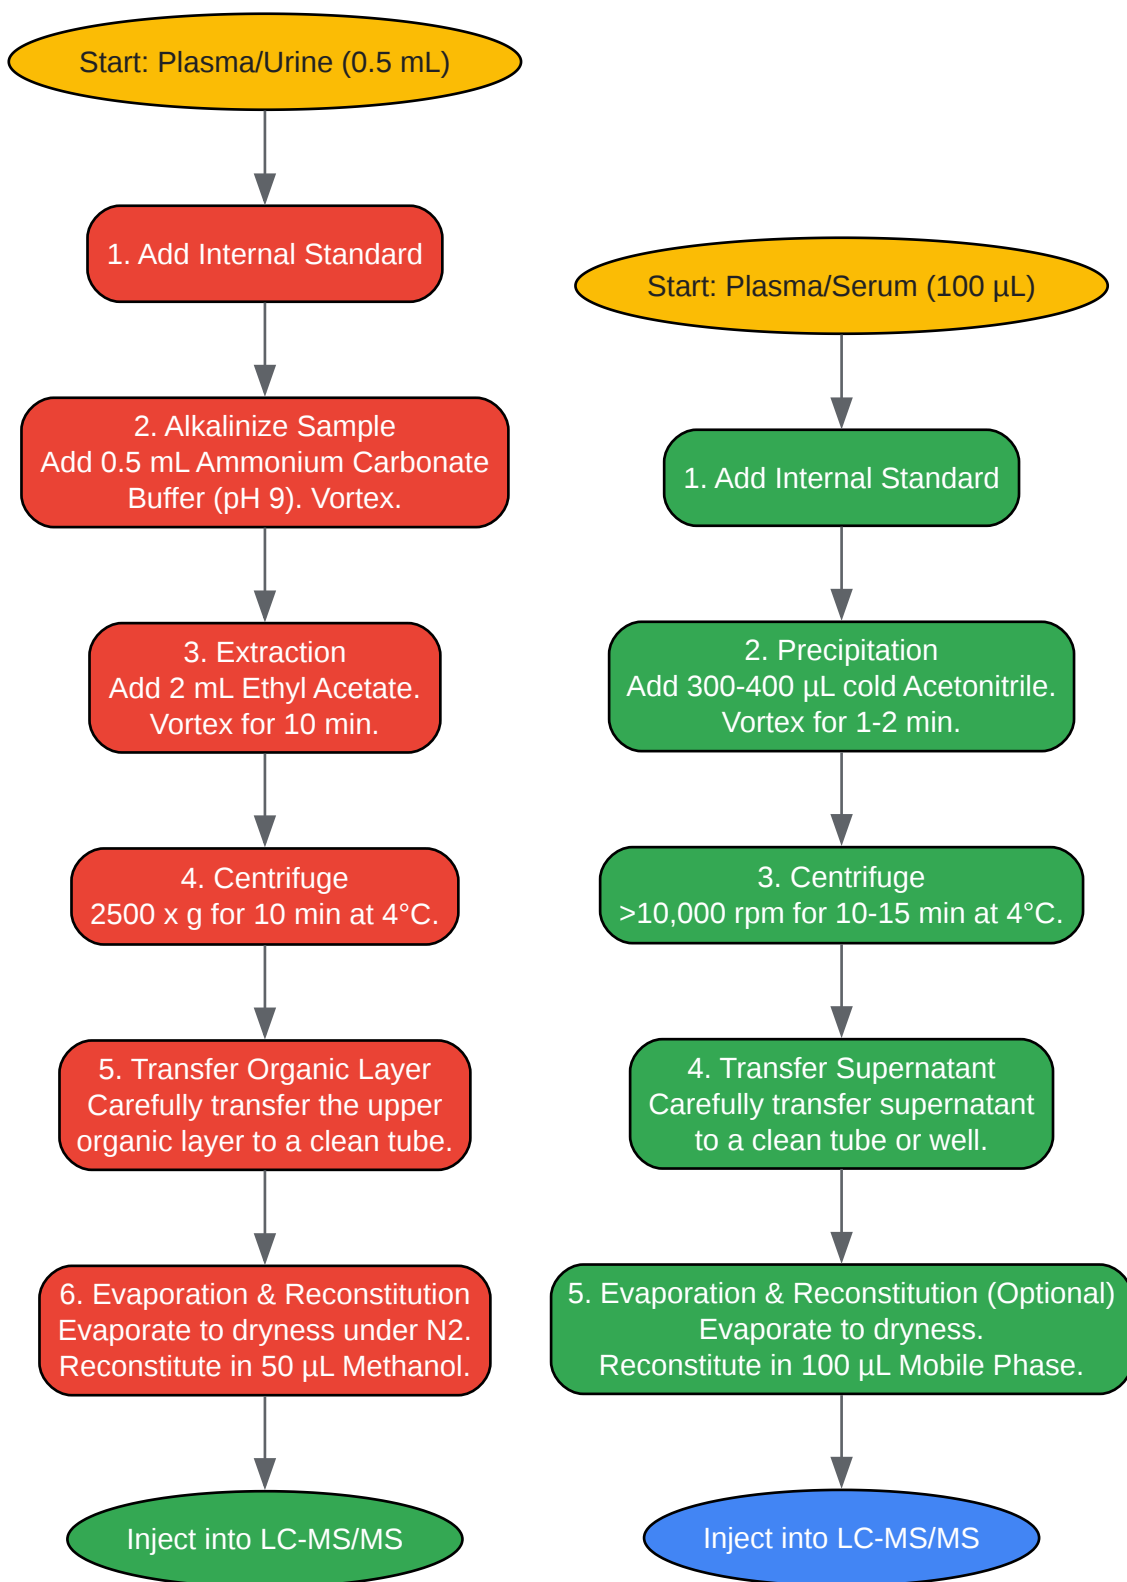 Start: Plasma/Urine (0.5 mL)
1. Add Internal Standard
2. Alkalinize Sample
Add 0.5 mL Ammonium Carbonate
Buffer (pH 9). Vortex.
3. Extraction
Add 2 mL Ethyl Acetate.
Vortex for 10 min.
4. Centrifuge
2500 x g for 10 min at 4°C.
5. Transfer Organic Layer
Carefully transfer the upper
organic layer to a clean tube.
6. Evaporation & Reconstitution
Evaporate to dryness under N2.
Reconstitute in 50 µL Methanol.
Inject into LC-MS/MS
Start: Plasma/Serum (100 µL)
1. Add Internal Standard
2. Precipitation
Add 300-400 µL cold Acetonitrile.
Vortex for 1-2 min.
3. Centrifuge
>10,000 rpm for 10-15 min at 4°C.
4. Transfer Supernatant
Carefully transfer supernatant
to a clean tube or well.
5. Evaporation & Reconstitution (Optional)
Evaporate to dryness.
Reconstitute in 100 µL Mobile Phase.
Inject into LC-MS/MS